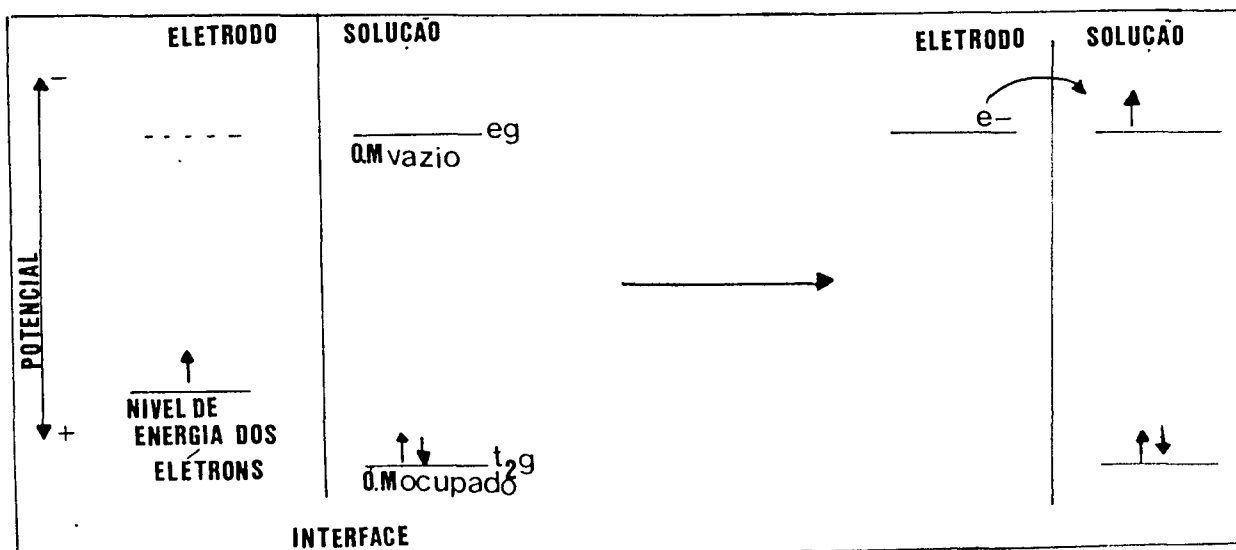 ELETRODO
SOLUÇÃO
ELETRODO
SOLUÇÃO
−
eg
O.M vazio
e−
POTENCIAL
NIVEL DE
ENERGIA DOS
ELÉTRONS
+
t2g
O.M ocupado
INTERFACE